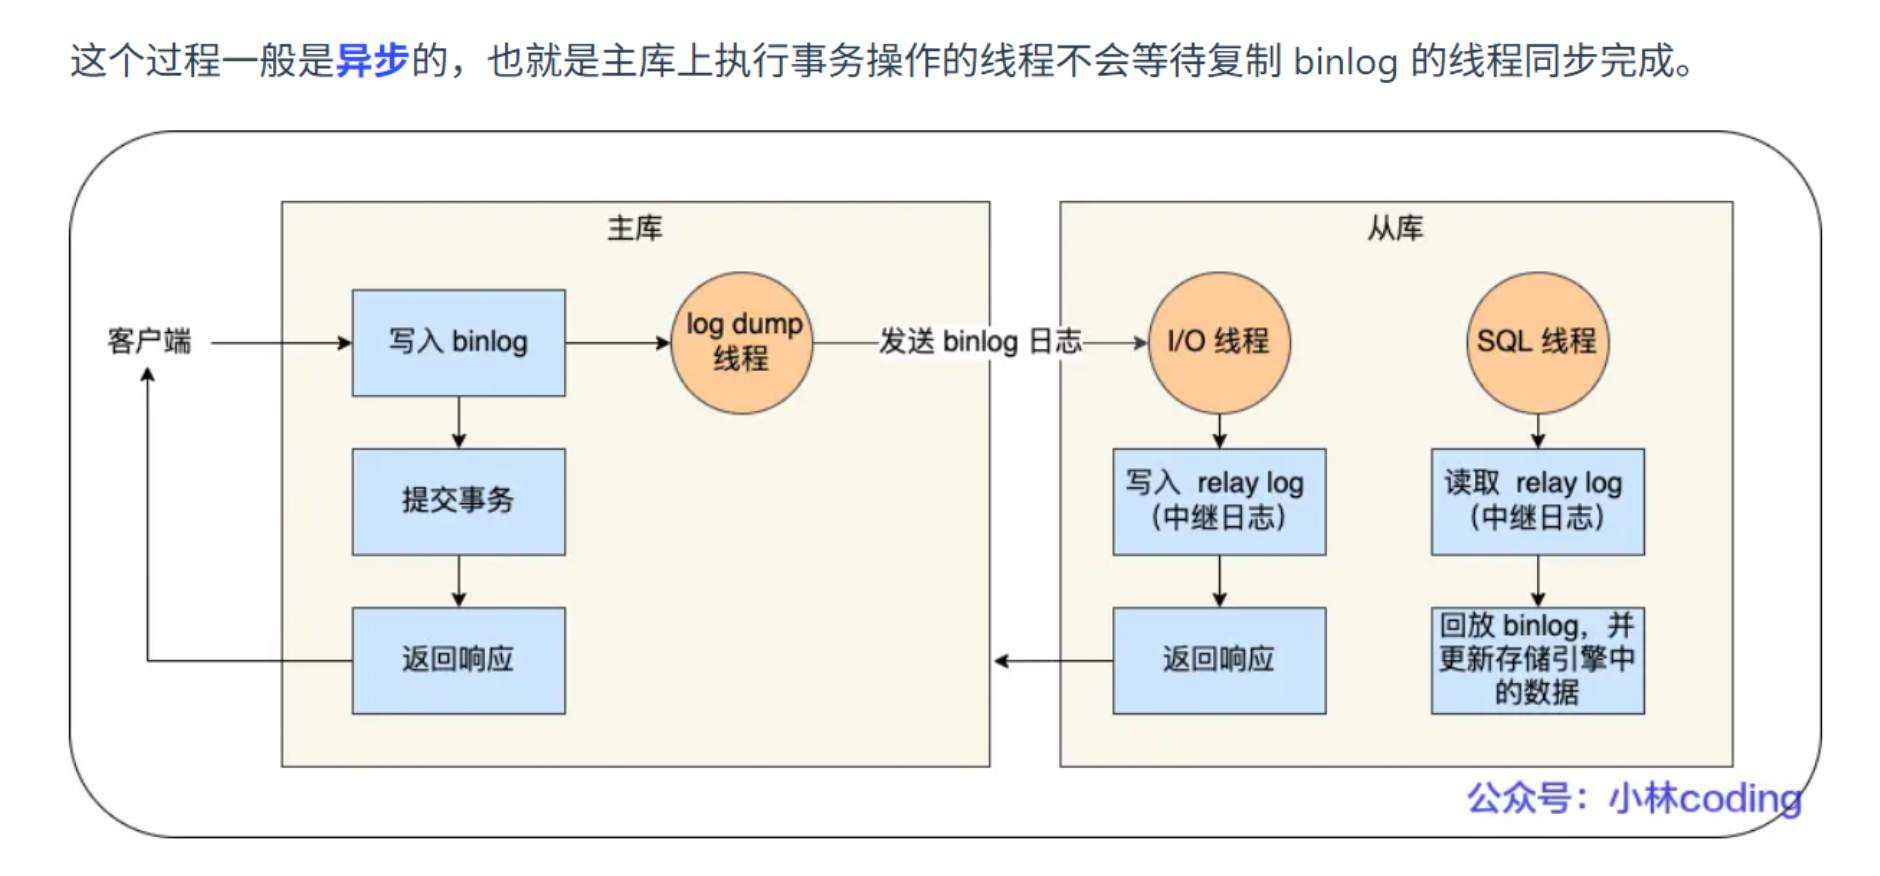 这个过程一般是异步的，也就是主库上执行事务操作的线程不会等待复制 binlog 的线程同步完成。
主库
从库
客户端
写入 binlog
log dump
线程
发送 binlog 日志
I/O 线程
SQL 线程
提交事务
写入 relay log
（中继日志）
读取 relay log
（中继日志）
返回响应
返回响应
回放 binlog，并
更新存储引擎中
的数据
公众号：小林coding